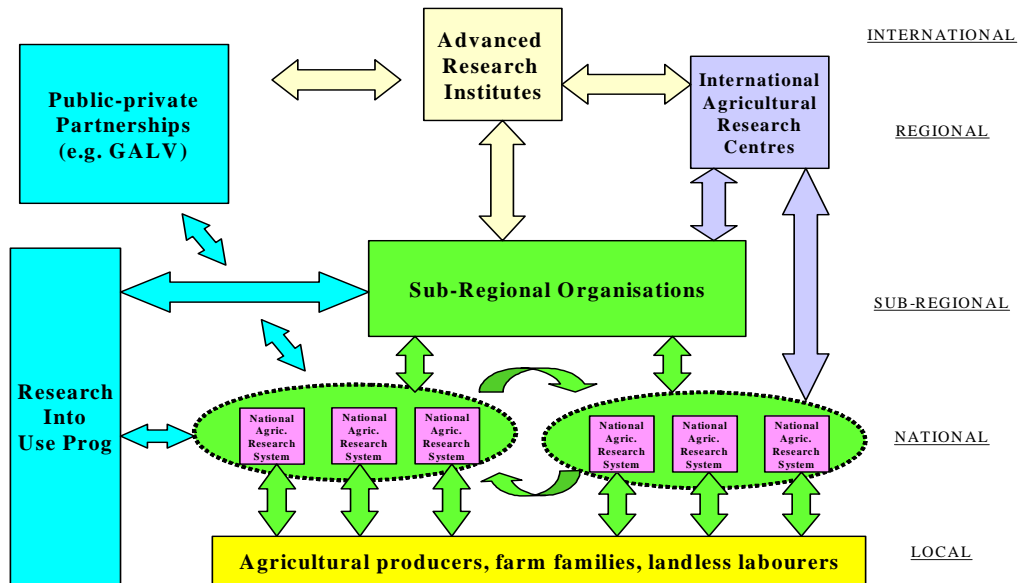 INTERNATIONAL
Advanced
Research
Institutes
Public-private
Partnerships
(e.g. GALV)
International
Agricultural
Research
Centres
REGIONAL
Sub-Regional Organisations
SUB-REGIONAL
Research
Into
Use Prog
National
Agric.
Research
System
National
Agric.
Research
System
National
Agric.
Research
System
National
Agric.
Research
System
National
Agric.
Research
System
National
Agric.
Research
System
NATIONAL
Agricultural producers, farm families, landless labourers
LOCAL